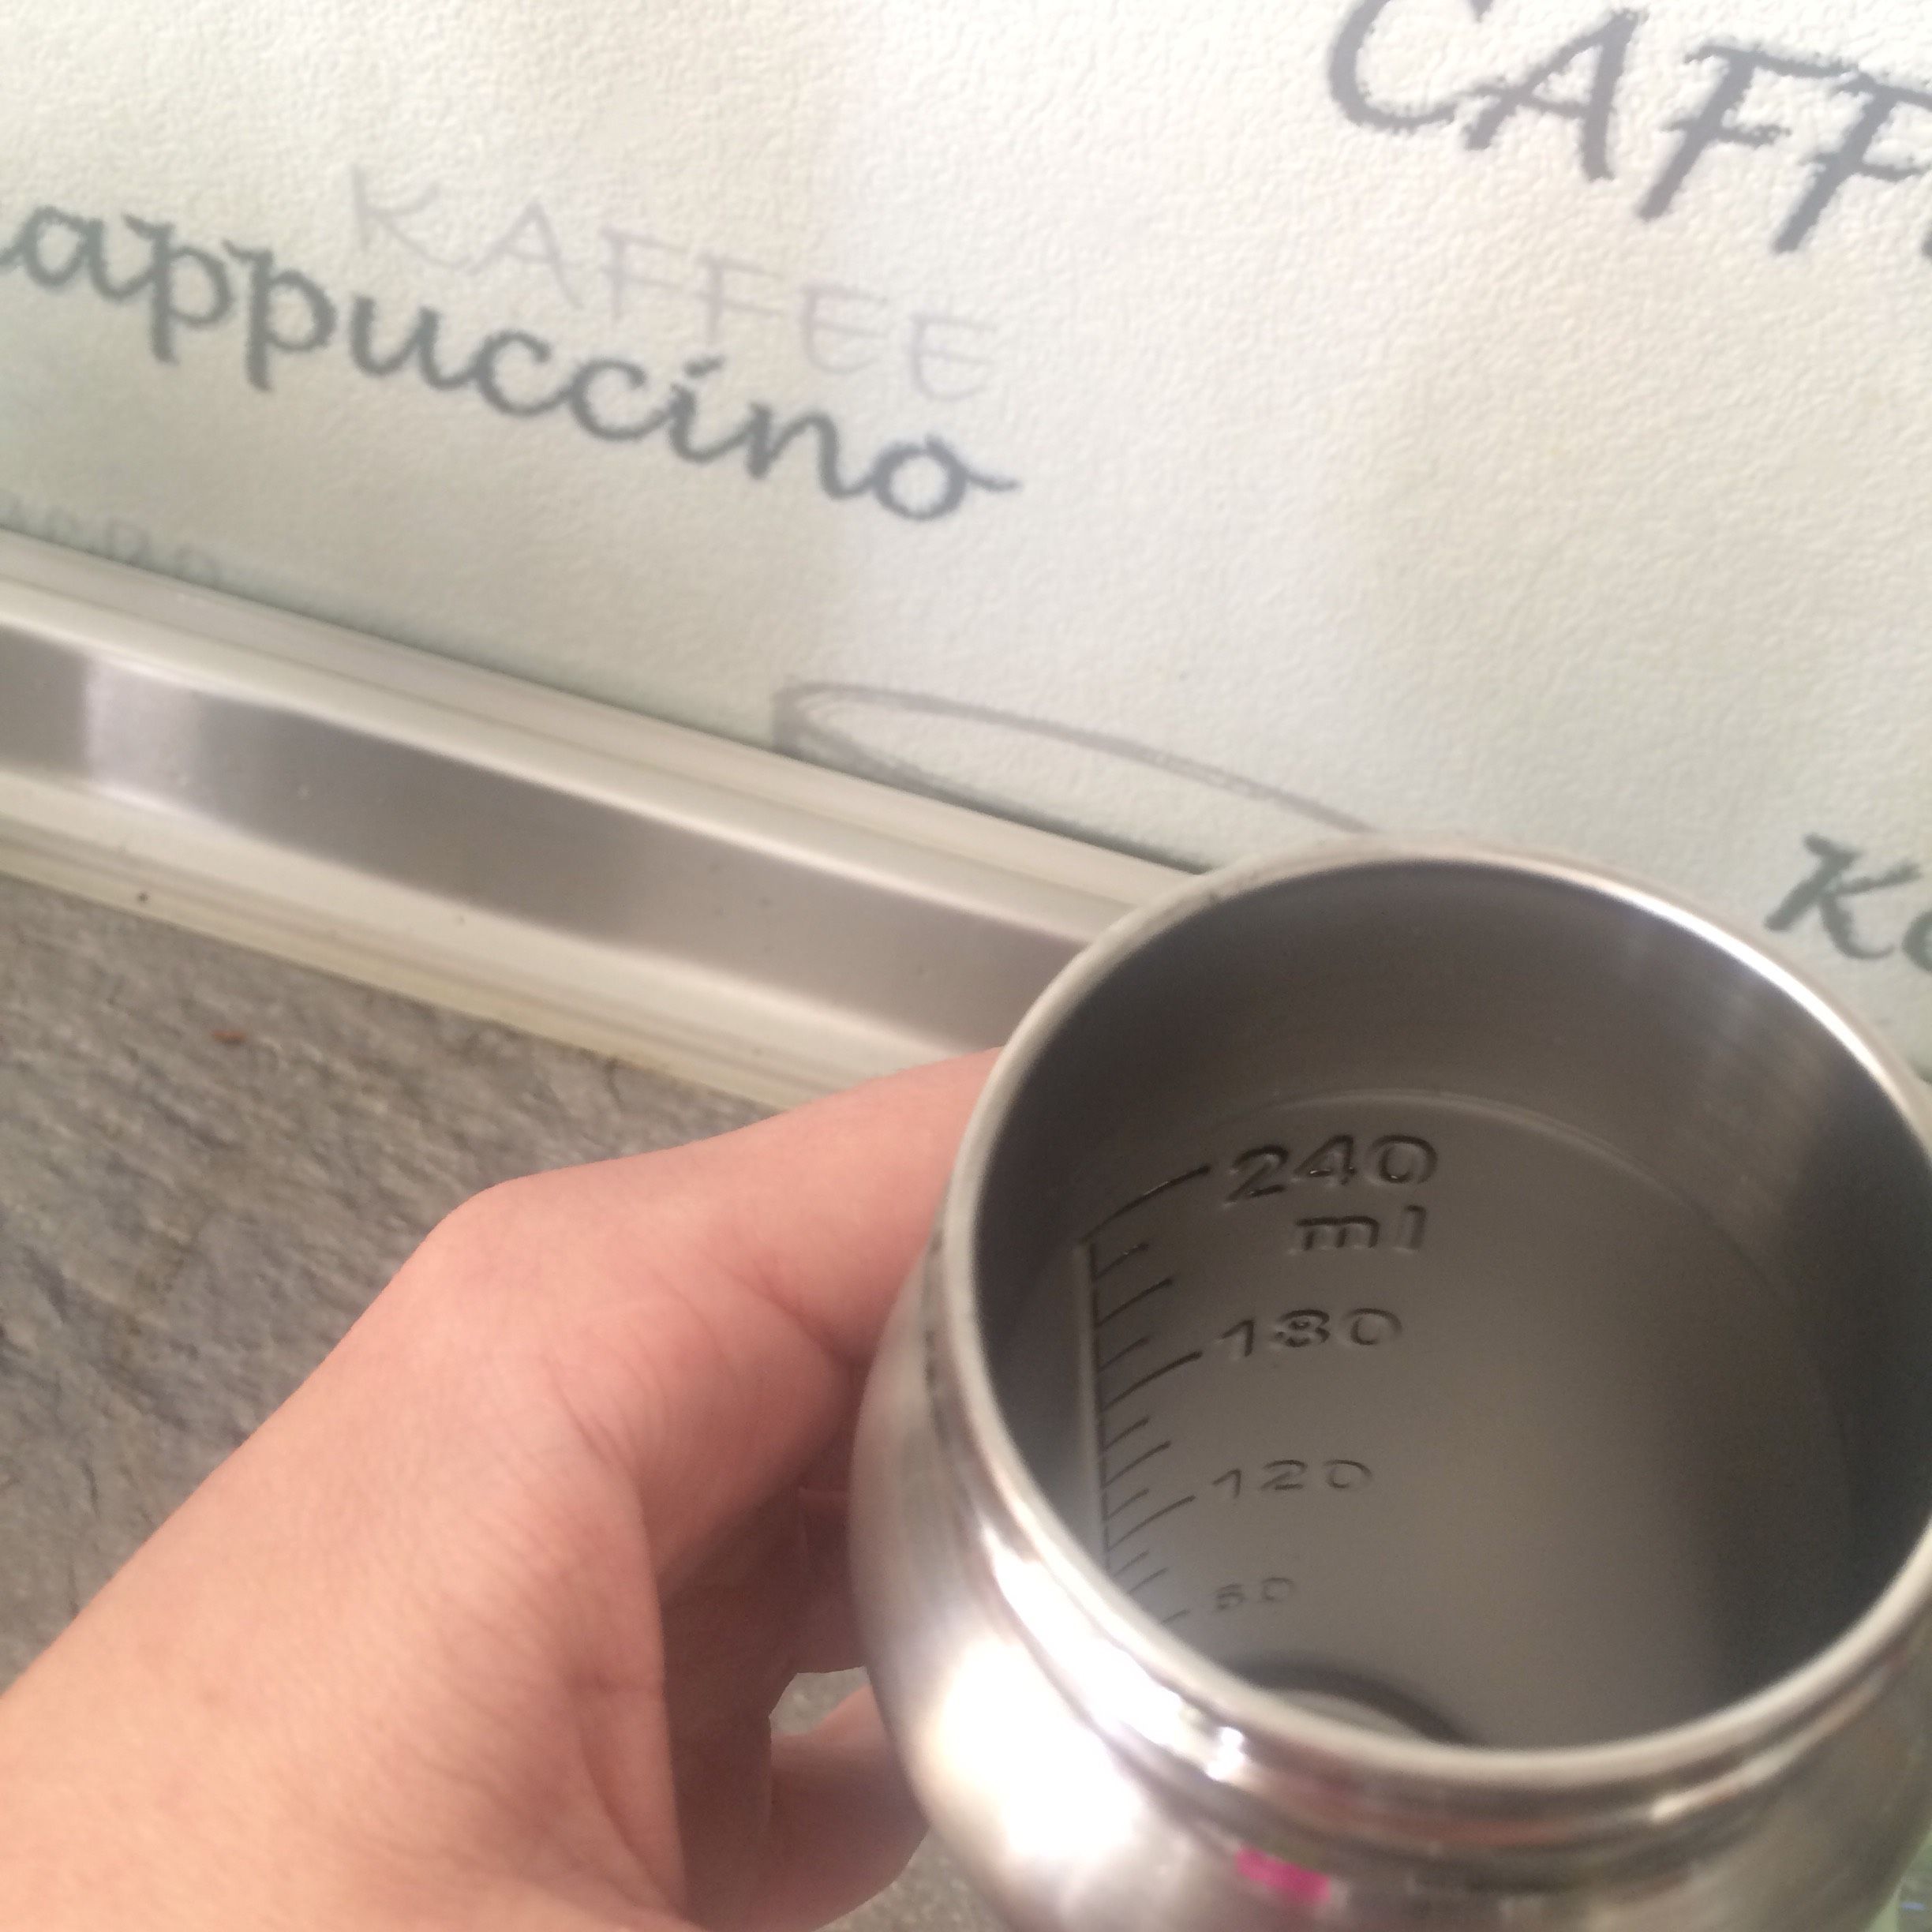 CAFF
KAFFEE
appuccino
240
ml
180
120
60